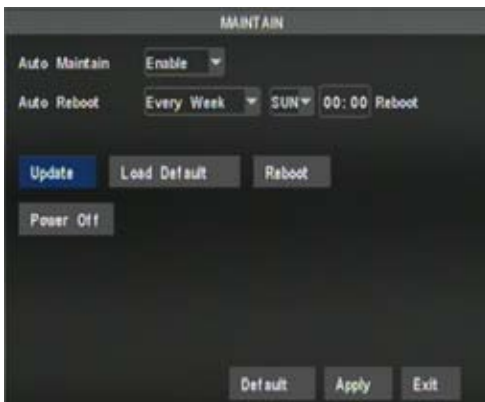 MAINTAIN
Auto Maintain Enable
Auto Reboot Every Week SUN 00:00 Reboot
Update Load Default Reboot
Power Off
Default Apply Exit